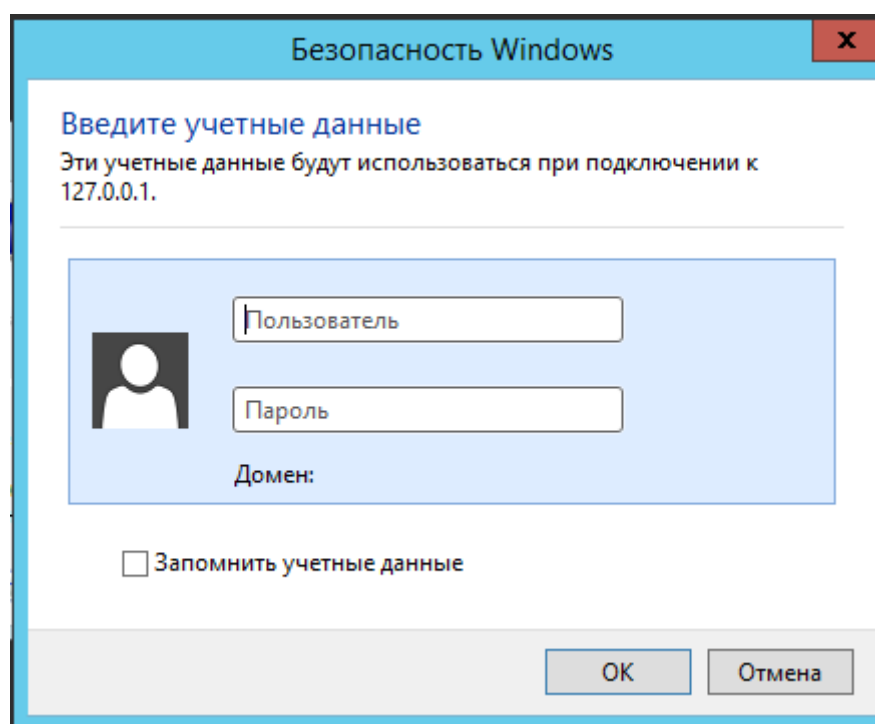 Безопасность Windows
x
Введите учетные данные
Эти учетные данные будут использоваться при подключении к
127.0.0.1.
Пользователь
Пароль
Домен:
Запомнить учетные данные
ОК
Отмена